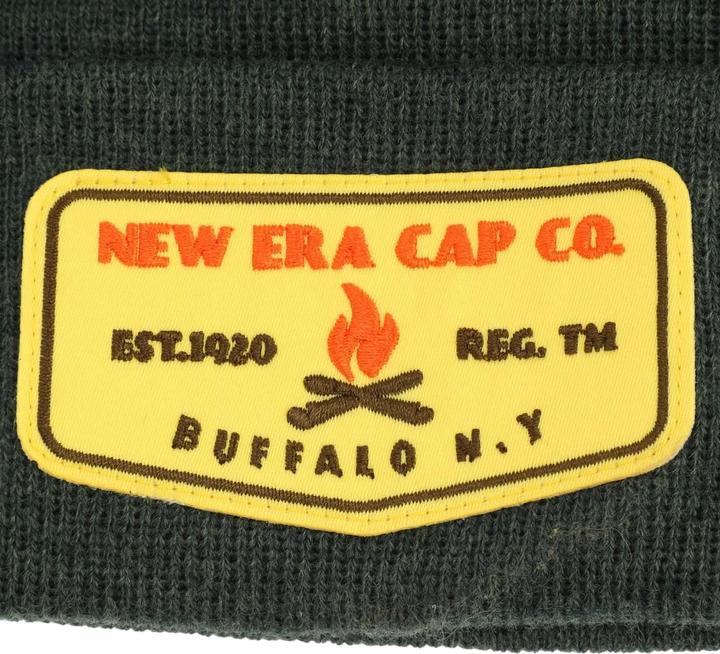 NEW ERA CAP CO.
EST.1920 REG. TM
BUFFALO N.Y